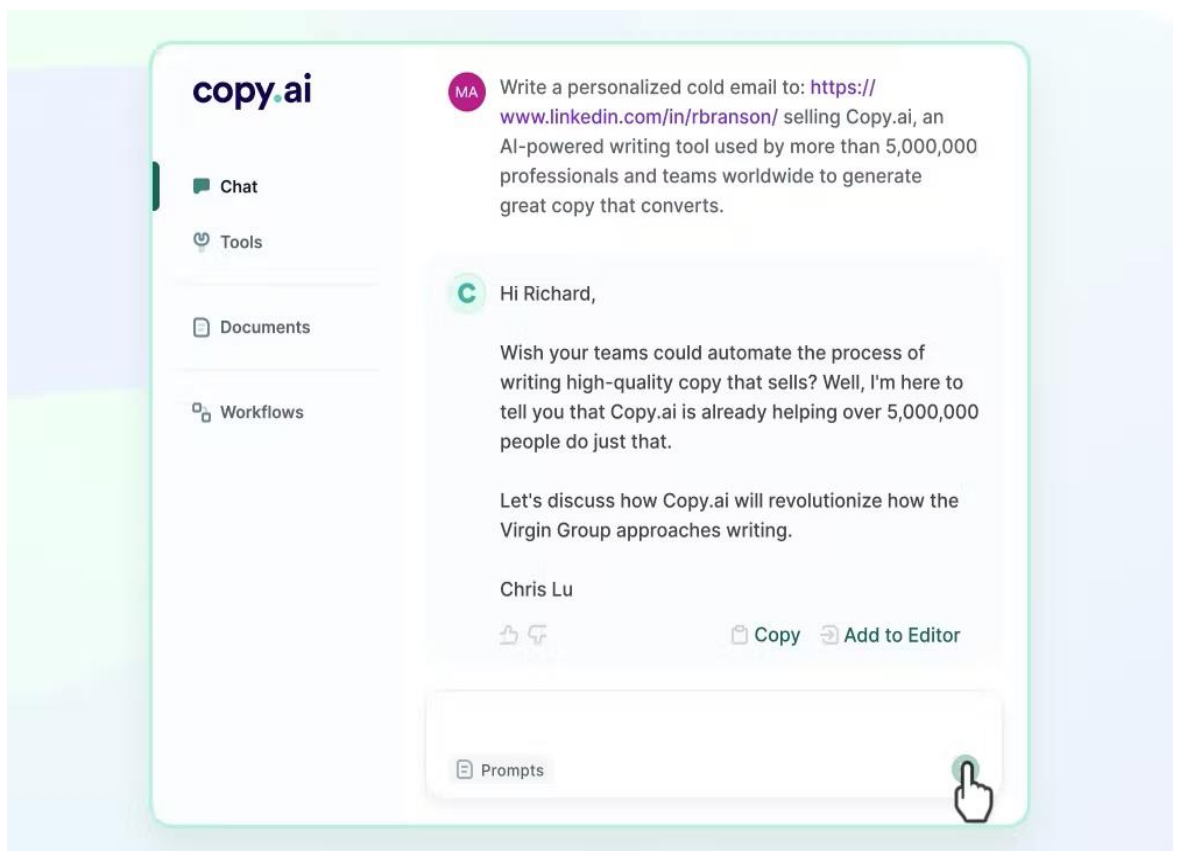 copy.ai
Chat
Tools
Documents
Workflows
MA
Write a personalized cold email to: https://
www.linkedin.com/in/rbranson/ selling Copy.ai, an
AI-powered writing tool used by more than 5,000,000
professionals and teams worldwide to generate
great copy that converts.
C
Hi Richard,
Wish your teams could automate the process of
writing high-quality copy that sells? Well, I'm here to
tell you that Copy.ai is already helping over 5,000,000
people do just that.
Let's discuss how Copy.ai will revolutionize how the
Virgin Group approaches writing.
Chris Lu
Copy Add to Editor
Prompts